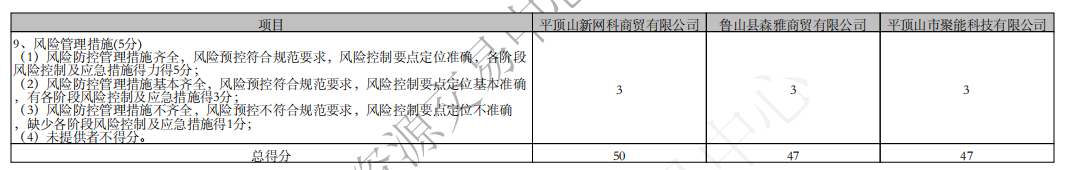 项目 平顶山新网科商贸有限公司 鲁山县森雅商贸有限公司 平顶山市聚能科技有限公司
9、风险管理措施(5分)
（1）风险防控管理措施齐全，风险预控符合规范要求，风险控制要点定位准确，各阶段
风险控制及应急措施得力得5分；
（2）风险防控管理措施基本齐全，风险预控符合规范要求，风险控制要点定位基本准确
，有各阶段风险控制及应急措施得3分；
（3）风险防控管理措施不齐全，风险预控不符合规范要求，风险控制要点定位不准确
，缺少各阶段风险控制及应急措施得1分；
（4）未提供者不得分。
3 3 3
总得分 50 47 47
资源交易中心
中心